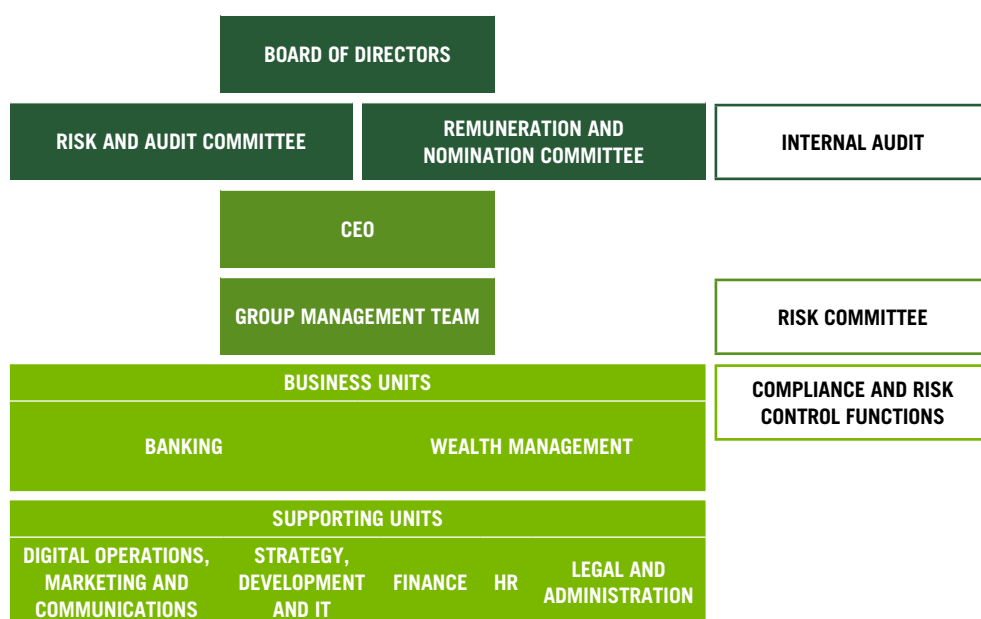 BOARD OF DIRECTORS
RISK AND AUDIT COMMITTEE
REMUNERATION AND
NOMINATION COMMITTEE
INTERNAL AUDIT
CEO
GROUP MANAGEMENT TEAM
RISK COMMITTEE
BUSINESS UNITS
COMPLIANCE AND RISK
CONTROL FUNCTIONS
BANKING
WEALTH MANAGEMENT
SUPPORTING UNITS
DIGITAL OPERATIONS,
MARKETING AND
COMMUNICATIONS
STRATEGY,
DEVELOPMENT
AND IT
FINANCE
HR
LEGAL AND
ADMINISTRATION